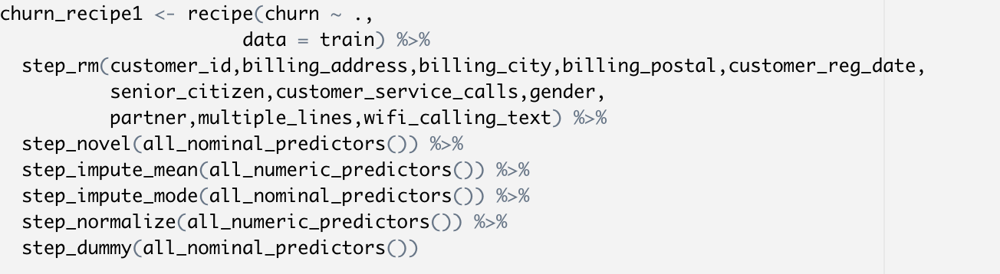 churn_recipe1 <- recipe(churn ~ .,
data = train) %>%
step_rm(customer_id,billing_address,billing_city,billing_postal,customer_reg_date,
senior_citizen,customer_service_calls,gender,
partner,multiple_lines,wifi_calling_text) %>%
step_novel(all_nominal_predictors()) %>%
step_impute_mean(all_numeric_predictors()) %>%
step_impute_mode(all_nominal_predictors()) %>%
step_normalize(all_numeric_predictors()) %>%
step_dummy(all_nominal_predictors())